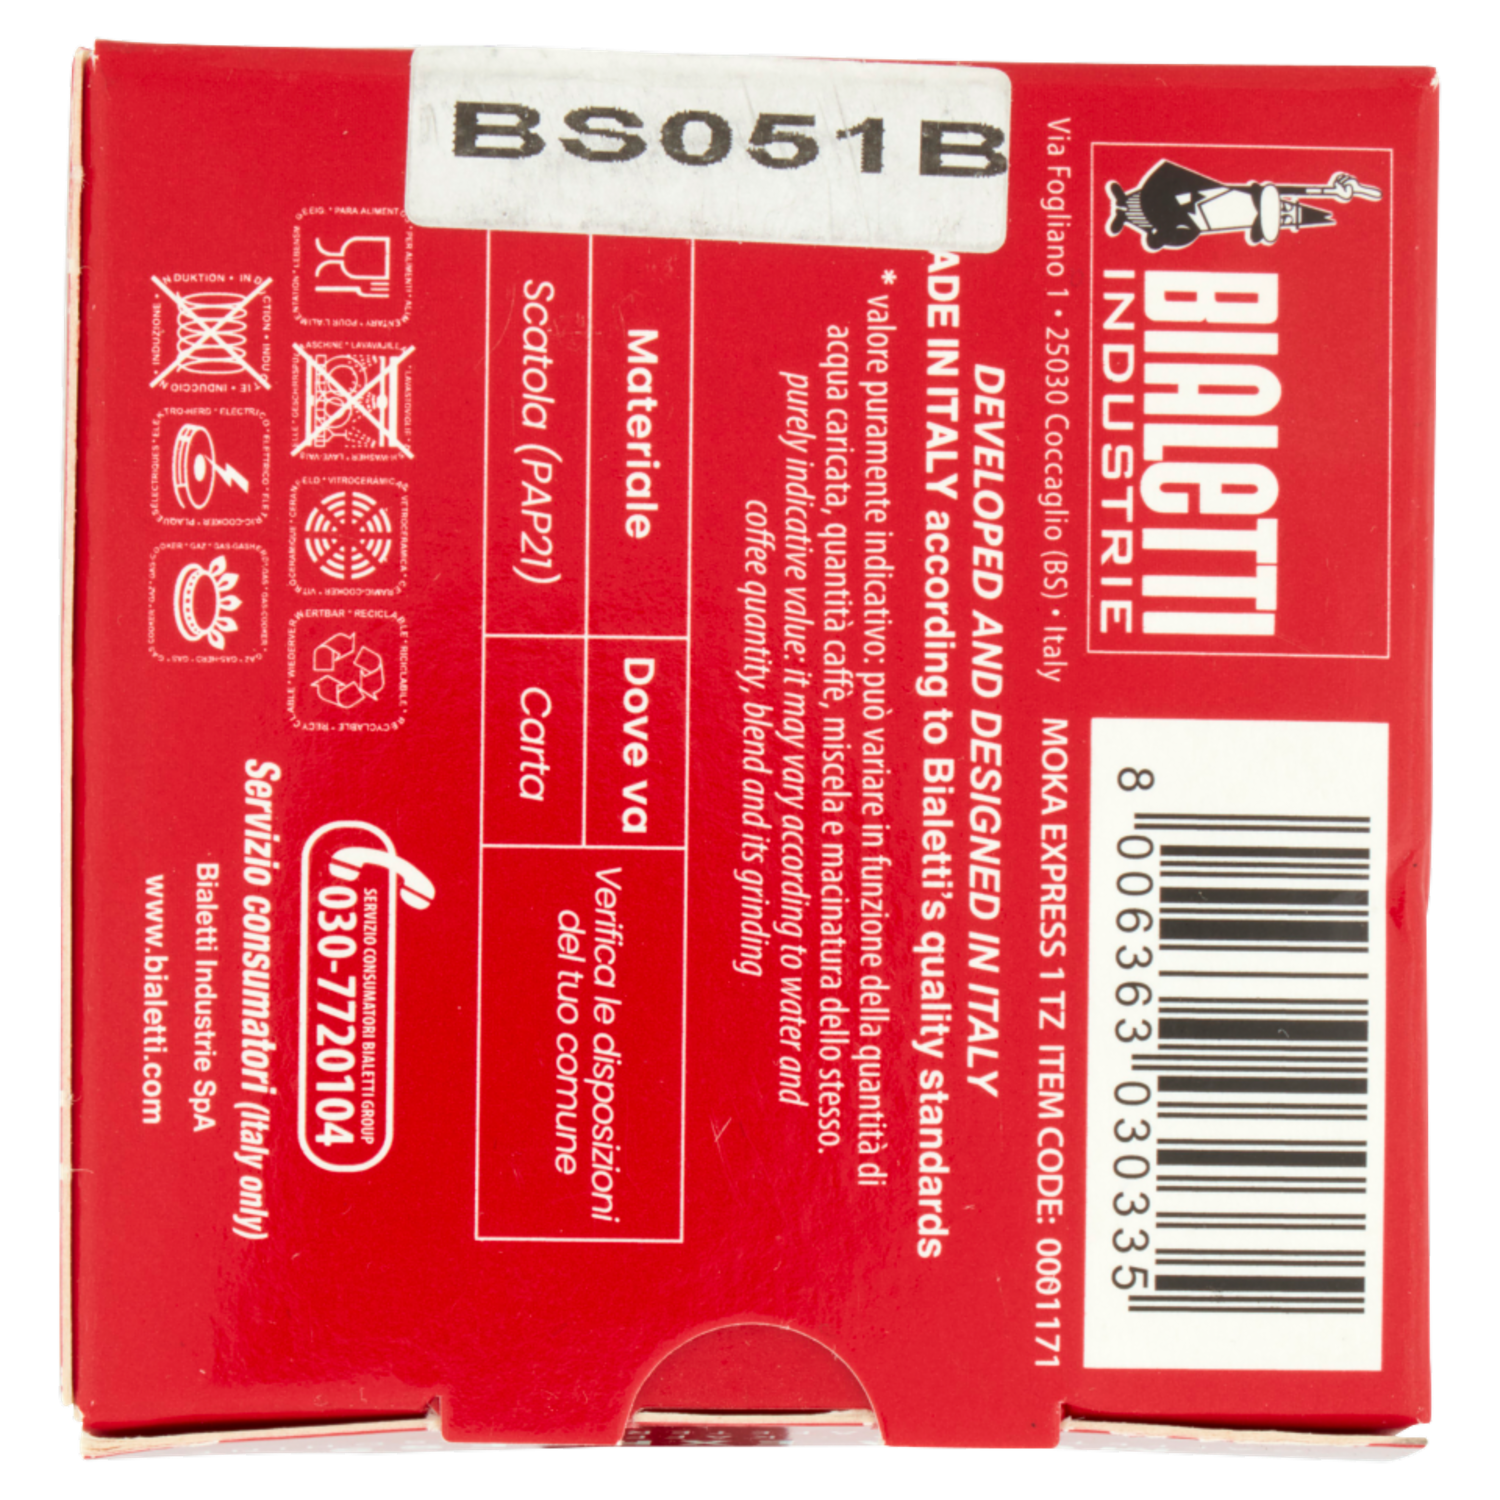 BS051B
BIALETTI
INDUSTRIE
8 006363 030335
Via Fogliano 1 • 25030 Coccaglio (BS) • Italy
MOKA EXPRESS 1 TZ ITEM CODE: 0001171
DEVELOPED AND DESIGNED IN ITALY
ADE IN ITALY according to Bialetti's quality standards
* valore puramente indicativo: può variare in funzione della quantità di
acqua caricata, quantità caffè, miscela e macinatura dello stesso.
purely indicative value: it may vary according to water and
coffee quantity, blend and its grinding
Materiale
Dove va
Verifica le disposizioni
del tuo comune
Scatola (PAP21)
Carta
SERVIZIO CONSUMATORI BIALETTI GROUP
030-7720104
Servizio consumatori (Italy only)
Bialetti Industrie SpA
www.bialetti.com